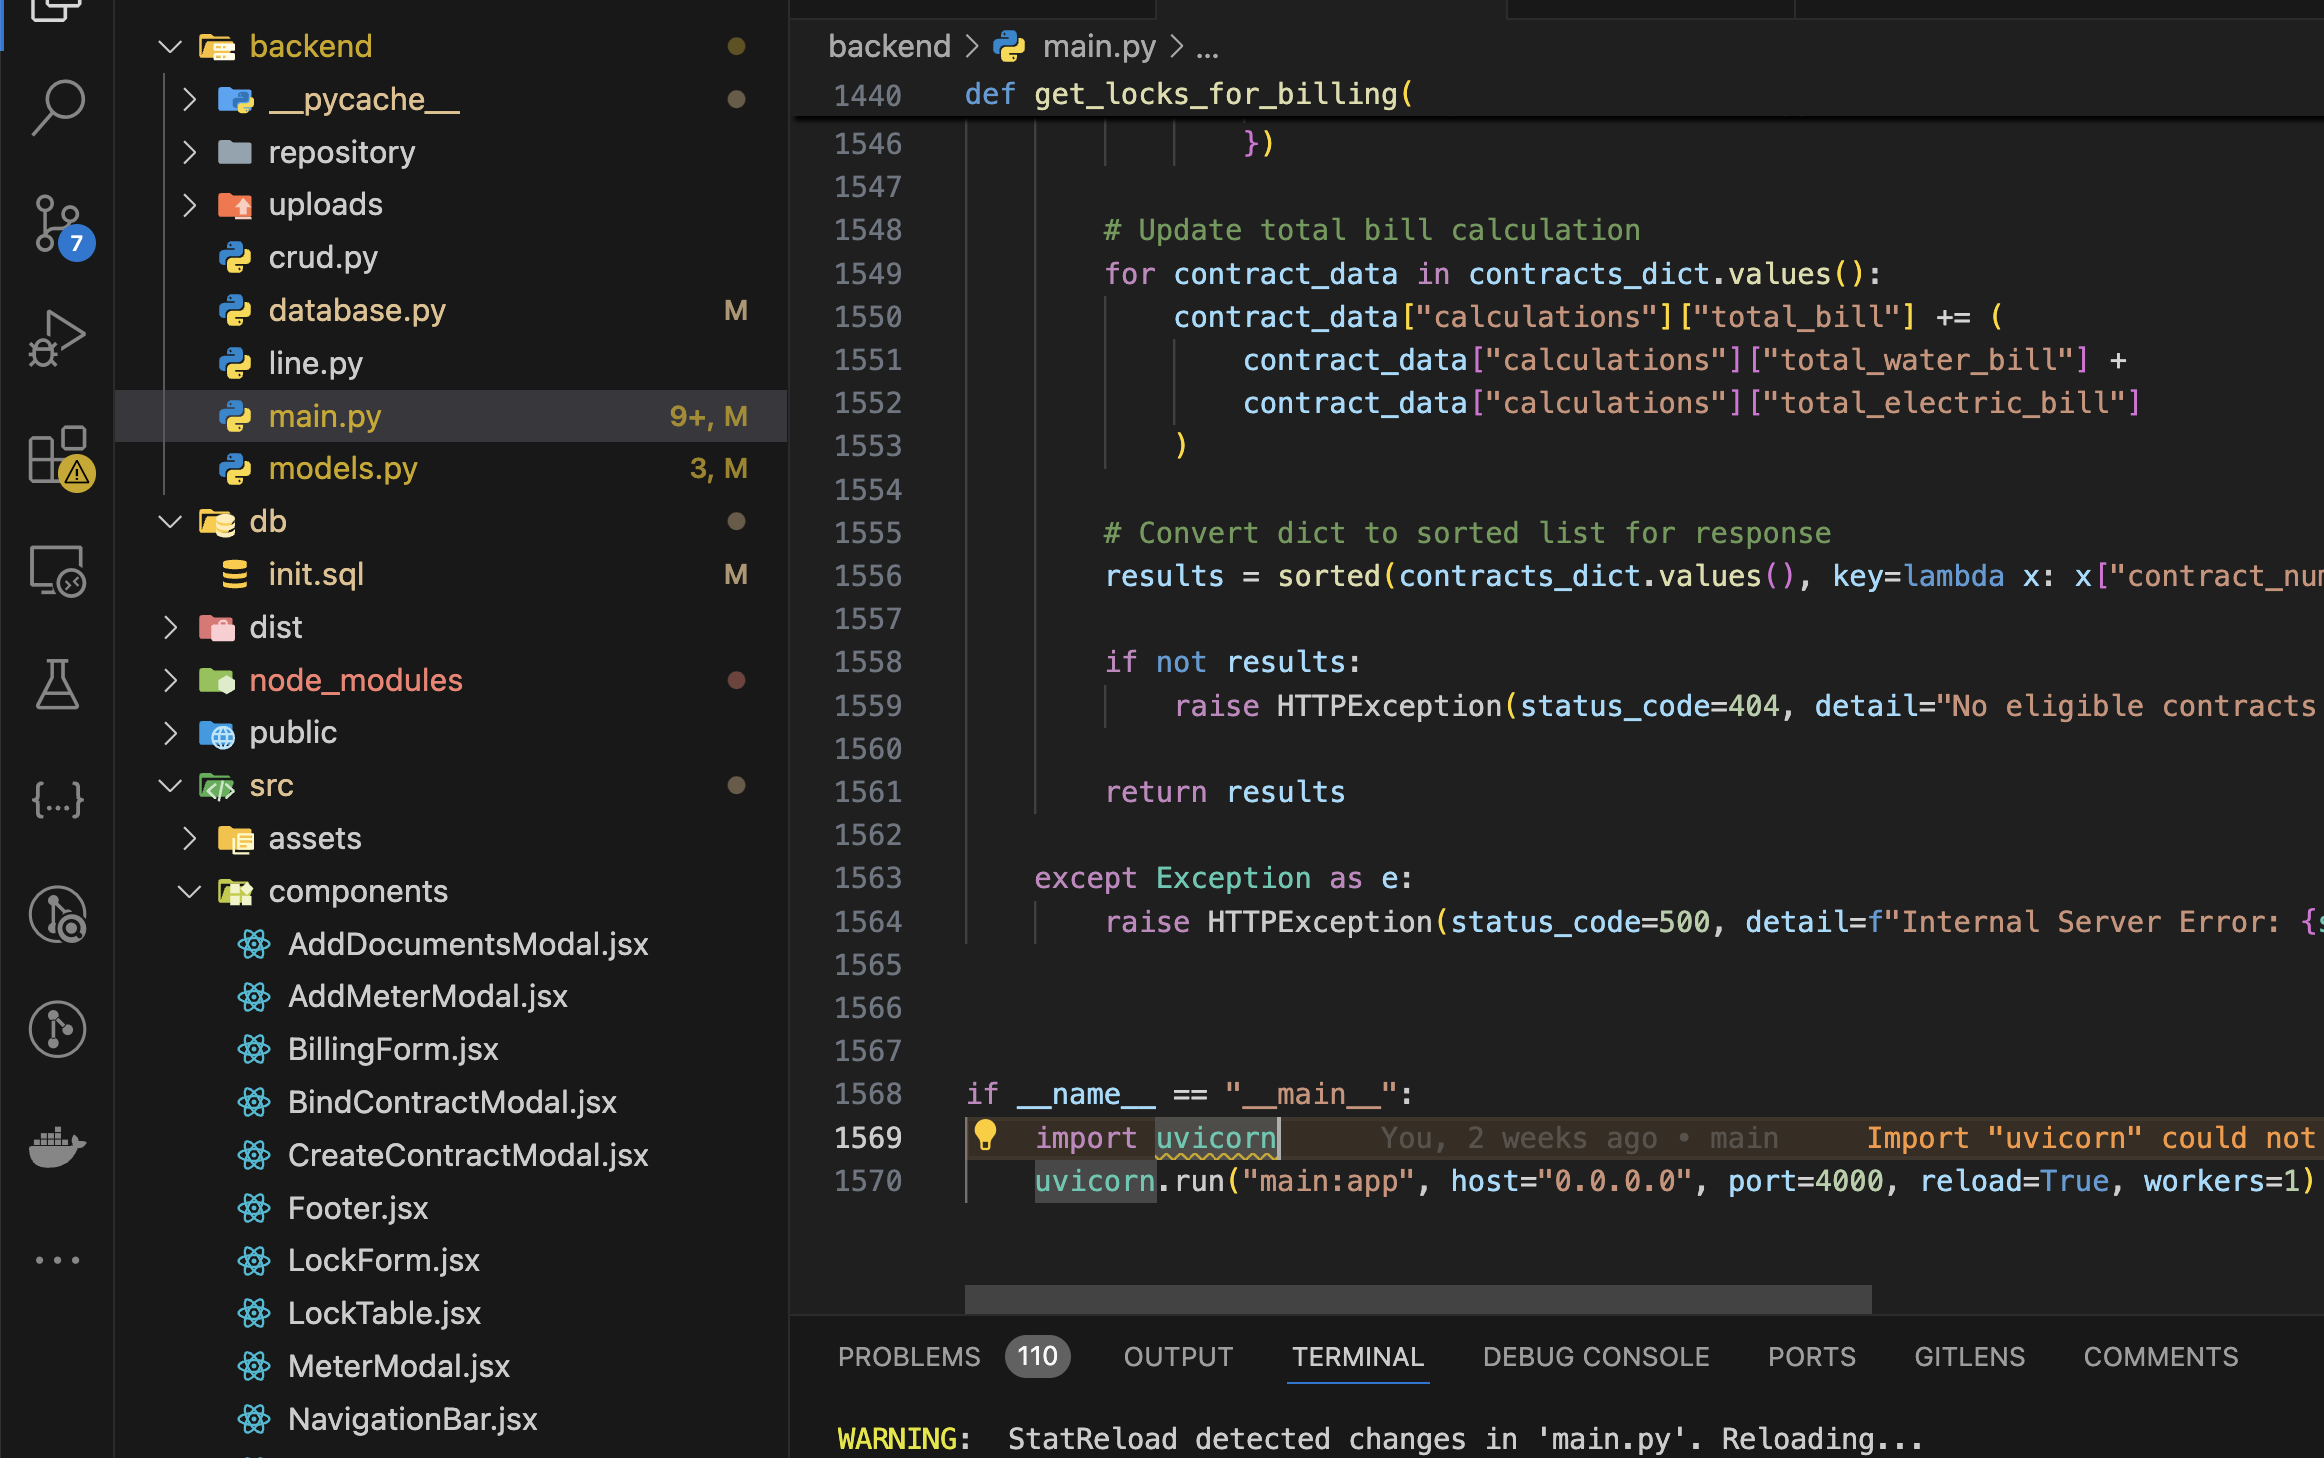 backend
__pycache__
repository
uploads
crud.py
database.py M
line.py
main.py 9+, M
models.py 3, M
db
init.sql M
dist
node_modules
public
src
assets
components
AddDocumentsModal.jsx
AddMeterModal.jsx
BillingForm.jsx
BindContractModal.jsx
CreateContractModal.jsx
Footer.jsx
LockForm.jsx
LockTable.jsx
MeterModal.jsx
NavigationBar.jsx
7
{...}
backend > main.py > ...
1440 def get_locks_for_billing(
1546 })
1547
1548 # Update total bill calculation
1549 for contract_data in contracts_dict.values():
1550 contract_data["calculations"]["total_bill"] += (
1551 contract_data["calculations"]["total_water_bill"] +
1552 contract_data["calculations"]["total_electric_bill"]
1553 )
1554
1555 # Convert dict to sorted list for response
1556 results = sorted(contracts_dict.values(), key=lambda x: x["contract_nu
1557
1558 if not results:
1559 raise HTTPException(status_code=404, detail="No eligible contracts
1560
1561 return results
1562
1563 except Exception as e:
1564 raise HTTPException(status_code=500, detail=f"Internal Server Error: {
1565
1566
1567
1568 if __name__ == "__main__":
1569 import uvicorn You, 2 weeks ago • main Import "uvicorn" could not
1570 uvicorn.run("main:app", host="0.0.0.0", port=4000, reload=True, workers=1)
PROBLEMS 110 OUTPUT TERMINAL DEBUG CONSOLE PORTS GITLENS COMMENTS
WARNING: StatReload detected changes in 'main.py'. Reloading...